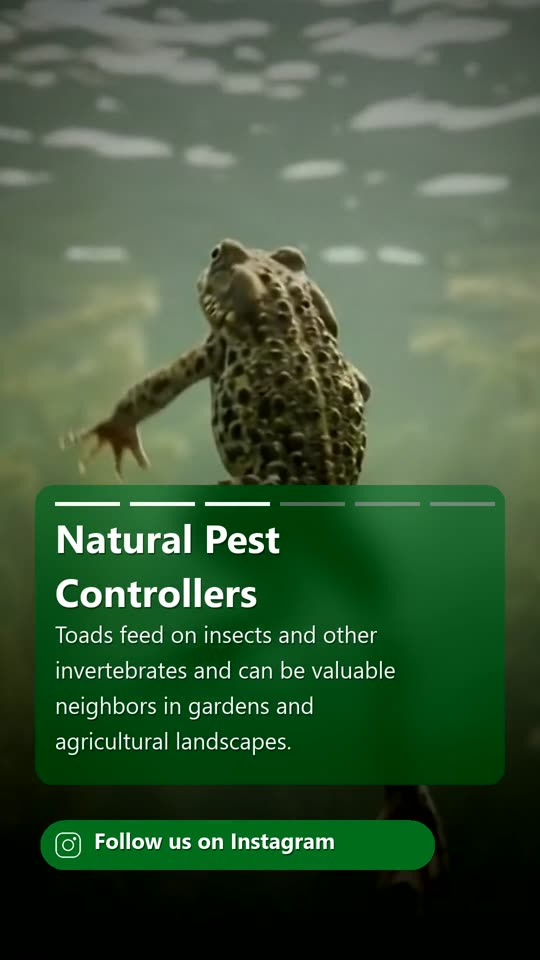 Natural Pest
Controllers
Toads feed on insects and other
invertebrates and can be valuable
neighbors in gardens and
agricultural landscapes.
Follow us on Instagram